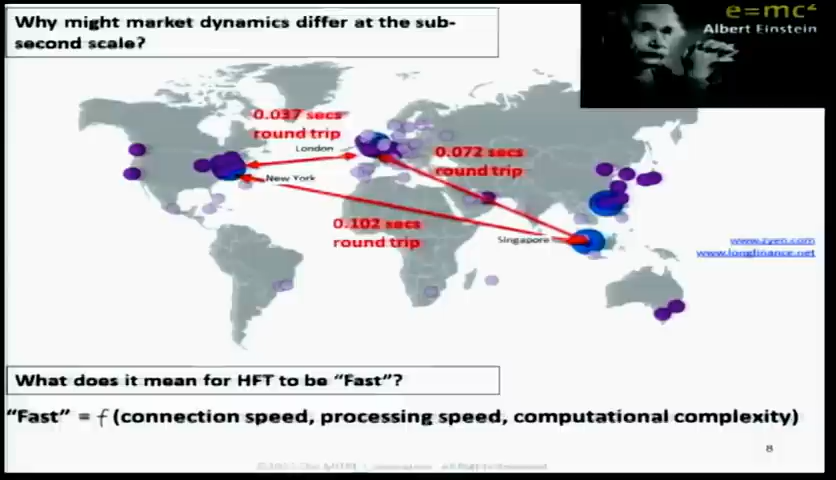 Why might market dynamics differ at the sub-
second scale?
e=mc²
Albert Einstein
0.037 secs
round trip
London
0.072 secs
round trip
New York
0.102 secs
round trip
Singapore
www.zyen.com
www.longfinance.net
What does it mean for HFT to be “Fast”?
“Fast” = f (connection speed, processing speed, computational complexity)
8